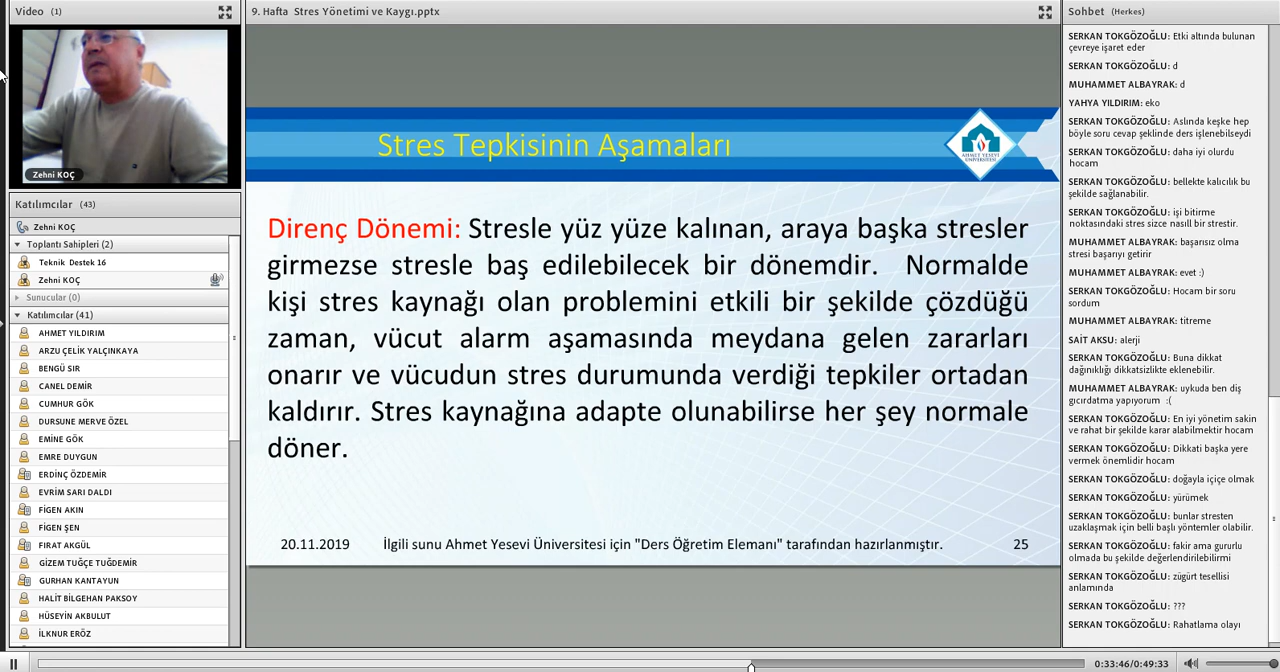 Video (1)
Zehni KOÇ
Katılımcılar (43)
Zehni KOÇ
Toplantı Sahipleri (2)
Teknik Destek 16
Zehni KOÇ
Sunucular (0)
Katılımcılar (41)
AHMET YILDIRIM
ARZU ÇELİK YALÇINKAYA
BENGÜ SIR
CANEL DEMİR
CUMHUR GÖK
DURSUNE MERVE ÖZEL
EMİNE GÖK
EMRE DUYGUN
ERDİNÇ ÖZDEMİR
EVRİM SARI DALDI
FİGEN AKIN
FİGEN ŞEN
FIRAT AKGÜL
GİZEM TUĞÇE TUĞDEMİR
GURHAN KANTAYUN
HALİT BİLGEHAN PAKSOY
HÜSEYİN AKBULUT
İLKNUR ERÖZ
9. Hafta Stres Yönetimi ve Kaygı.pptx
Stres Tepkisinin Aşamaları
AHMET YESEVİ
ÜNİVERSİTESİ
Direnç Dönemi: Stresle yüz yüze kalınan, araya başka stresler
girmezse stresle baş edilebilecek bir dönemdir. Normalde
kişi stres kaynağı olan problemini etkili bir şekilde çözdüğü
zaman, vücut alarm aşamasında meydana gelen zararları
onarır ve vücudun stres durumunda verdiği tepkiler ortadan
kaldırır. Stres kaynağına adapte olunabilirse her şey normale
döner.
20.11.2019 İlgili sunu Ahmet Yesevi Üniversitesi için "Ders Öğretim Elemanı" tarafından hazırlanmıştır. 25
Sohbet (Herkes)
SERKAN TOKGÖZOĞLU: Etki altında bulunan
çevreye işaret eder
SERKAN TOKGÖZOĞLU: d
MUHAMMET ALBAYRAK: d
YAHYA YILDIRIM: eko
SERKAN TOKGÖZOĞLU: Aslında keşke hep
böyle soru cevap şeklinde ders işlenebilseydi
SERKAN TOKGÖZOĞLU: daha iyi olurdu
hocam
SERKAN TOKGÖZOĞLU: bellekte kalıcılık bu
şekilde sağlanabilir.
SERKAN TOKGÖZOĞLU: işi bitirme
noktasındaki stres sizce nasıll bir strestir.
MUHAMMET ALBAYRAK: başarısız olma
stresi başarıyı getirir
MUHAMMET ALBAYRAK: evet :)
SERKAN TOKGÖZOĞLU: Hocam bir soru
sordum
MUHAMMET ALBAYRAK: titreme
SAİT AKSU: alerji
SERKAN TOKGÖZOĞLU: Buna dikkat
dağınıklığı dikkatsizlikte eklenebilir.
MUHAMMET ALBAYRAK: uykuda ben diş
gıcırdatma yapıyorum :(
SERKAN TOKGÖZOĞLU: En iyi yönetim sakin
ve rahat bir şekilde karar alabilmektir hocam
SERKAN TOKGÖZOĞLU: Dikkati başka yere
vermek önemlidir hocam
SERKAN TOKGÖZOĞLU: doğayla içiçe olmak
SERKAN TOKGÖZOĞLU: yürümek
SERKAN TOKGÖZOĞLU: bunlar stresten
uzaklaşmak için belli başlı yöntemler olabilir.
SERKAN TOKGÖZOĞLU: fakir ama gururlu
olmada bu şekilde değerlendirilebilirmi
SERKAN TOKGÖZOĞLU: zügürt tesellisi
anlamında
SERKAN TOKGÖZOĞLU: ???
SERKAN TOKGÖZOĞLU: Rahatlama olayı
0:33:46/0:49:33